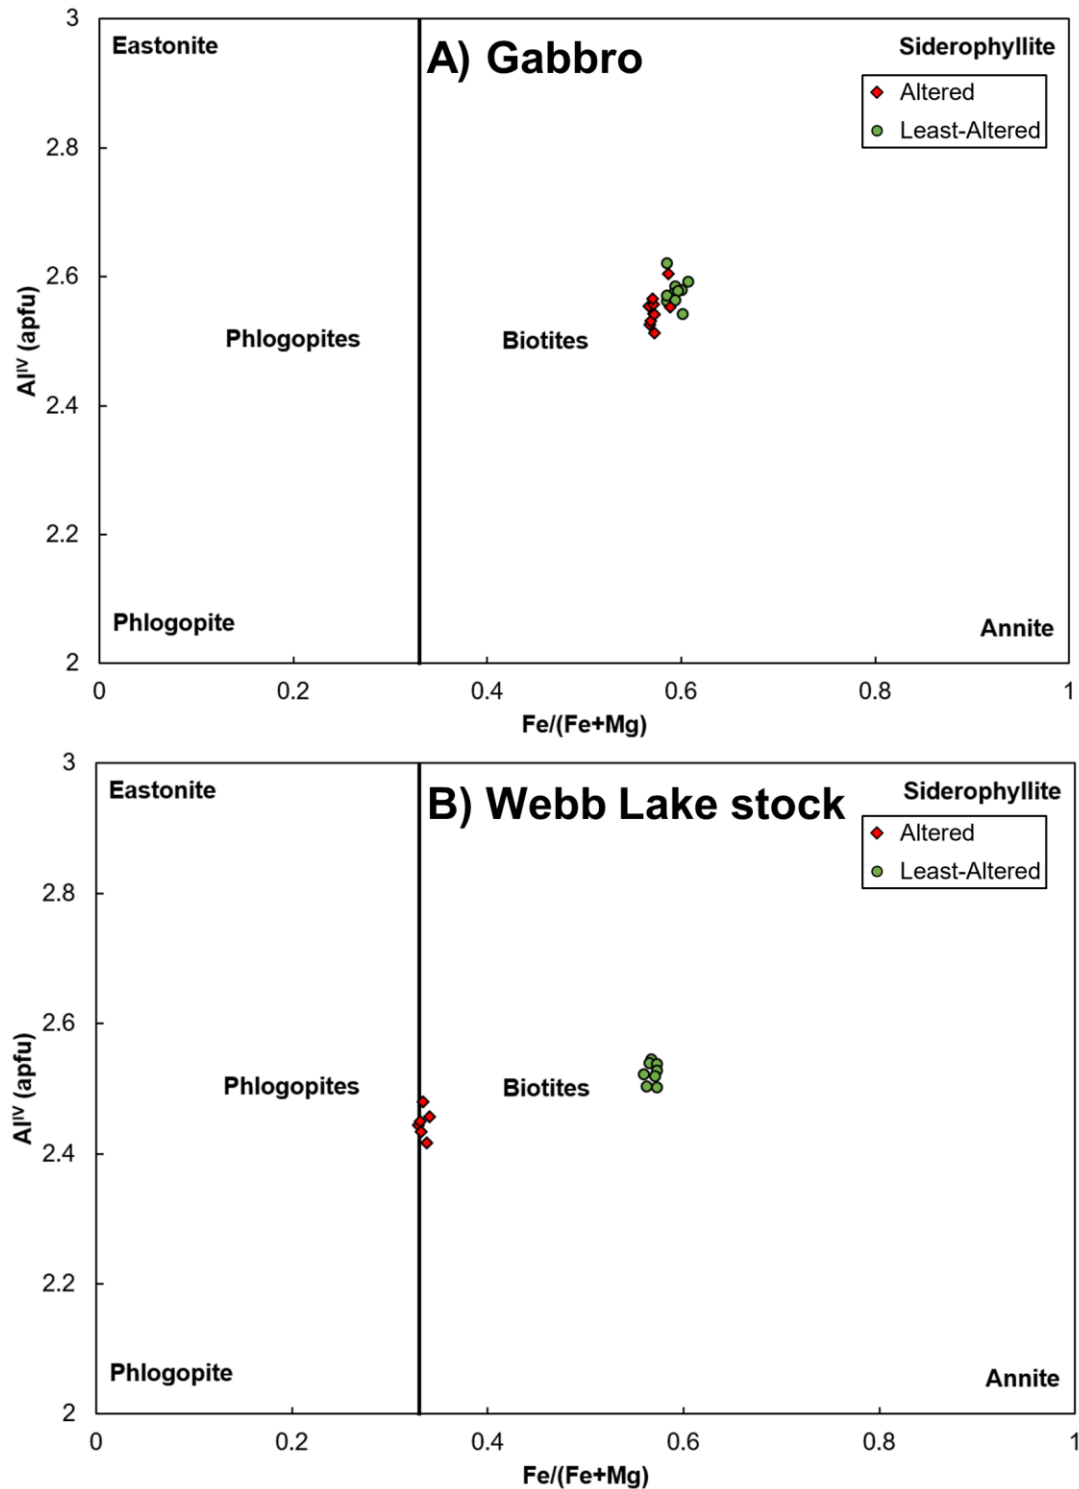 3
Eastonite
A) Gabbro
Siderophyllite
Altered
Least-Altered
2.8
2.6
Al^IV (apfu)
Phlogopites
Biotites
2.4
2.2
Phlogopite
Annite
2
0
0.2
0.4
0.6
0.8
1
Fe/(Fe+Mg)
3
Eastonite
B) Webb Lake stock
Siderophyllite
Altered
Least-Altered
2.8
2.6
Al^IV (apfu)
Phlogopites
Biotites
2.4
2.2
Phlogopite
Annite
2
0
0.2
0.4
0.6
0.8
1
Fe/(Fe+Mg)